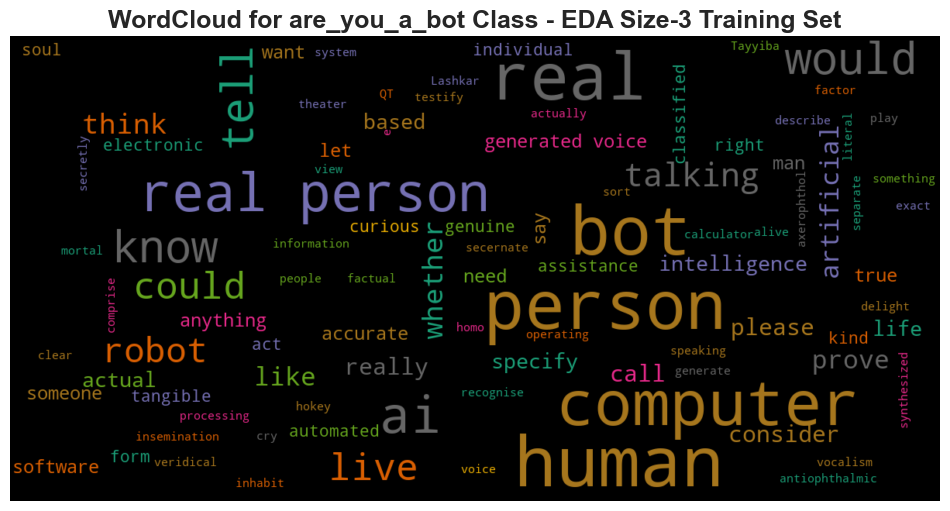 WordCloud for are_you_a_bot Class - EDA Size-3 Training Set
soul
tell
want
system
individual
real
Tayyiba
would
theater
Lashkar
QT
testify
e
actually
classified
factor
think
electronic
secretly
based
let
view
generated voice
right
describe
play
literal
man
artificial
real person
talking
sort
axerophthol
separate
something
exact
know
mortal
curious
genuine
information
whether
say
bot
secernate
calculator
alive
assistance
intelligence
could
people
factual
need
true
comprise
anything
accurate
homo
person
operating
please
delight
kind
life
robot
clear
act
really
specify
speaking
prove
actual
like
call
generate
synthesized
someone
tangible
hokey
recognise
computer
processing
ai
insemination
cry
automated
consider
software
form
veridical
inhabit
live
voice
human
vocalism
antiophthalmic